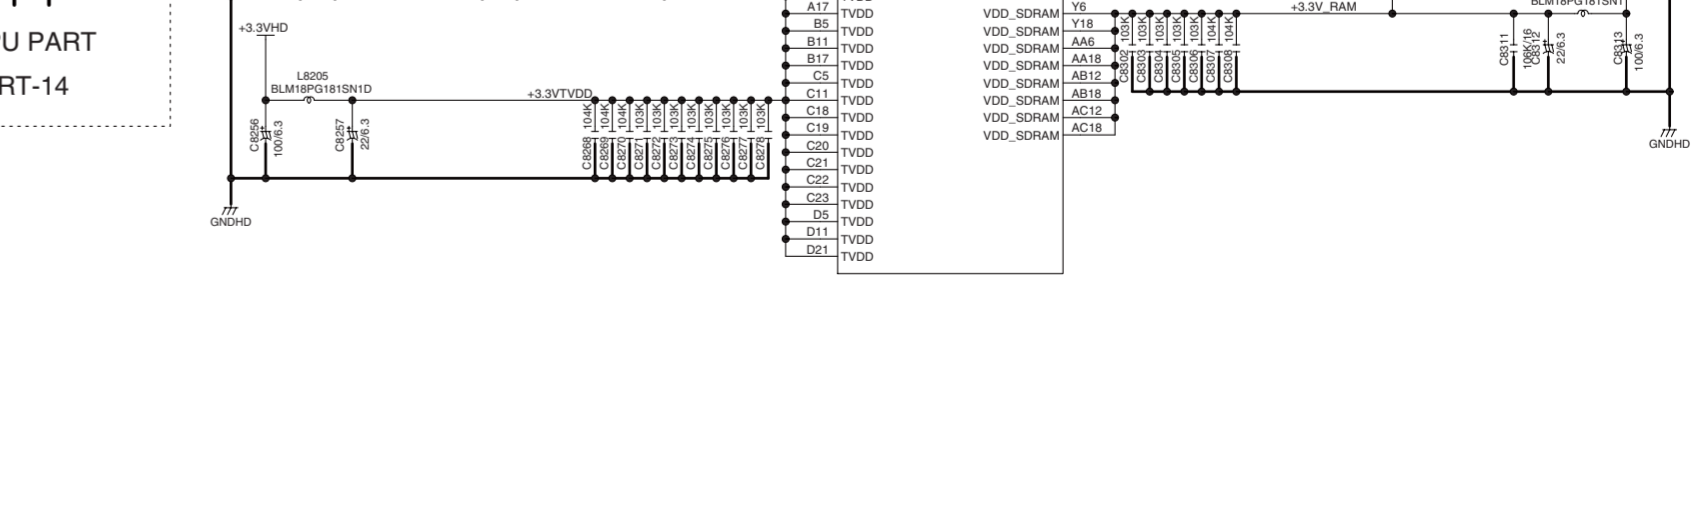 PU PART
RT-14
+3.3VHD
L8205
BLM18PG181SN1D
C8256
100/6.3
C8257
22/6.3
GNDHD
+3.3VTVDD
C8268 104K
C8269 104K
C8270 104K
C8271 103K
C8272 103K
C8273 103K
C8274 103K
C8275 103K
C8276 103K
C8277 103K
C8278 103K
A17 TVDD
B5 TVDD
B11 TVDD
B17 TVDD
C5 TVDD
C11 TVDD
C18 TVDD
C19 TVDD
C20 TVDD
C21 TVDD
C22 TVDD
C23 TVDD
D5 TVDD
D11 TVDD
D21 TVDD
VDD_SDRAM Y6
VDD_SDRAM Y18
VDD_SDRAM AA6
VDD_SDRAM AA18
VDD_SDRAM AB12
VDD_SDRAM AB18
VDD_SDRAM AC12
VDD_SDRAM AC18
C8302 103K
C8303 103K
C8304 103K
C8305 103K
C8306 103K
C8307 104K
C8308 104K
+3.3V_RAM
BLM18PG181SN1
C8311
106K/16
C8312
22/6.3
C8313
100/6.3
GNDHD